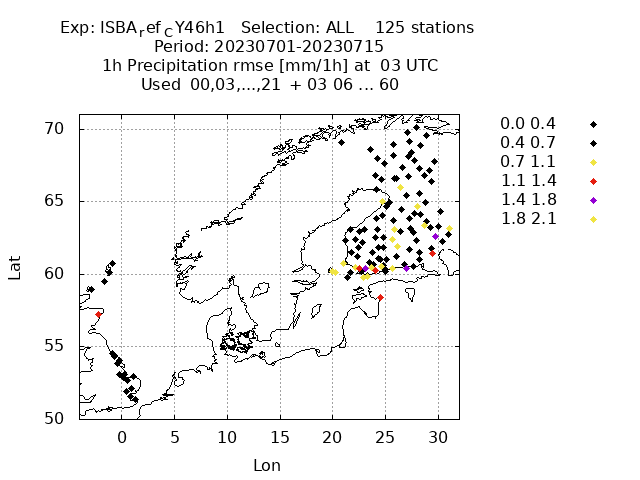 Exp: ISBA_ref_CY46h1 Selection: ALL 125 stations
Period: 20230701-20230715
1h Precipitation rmse [mm/1h] at 03 UTC
Used 00,03,...,21 + 03 06 ... 60
70
65
60
55
50
Lat
0 5 10 15 20 25 30
Lon
0.0 0.4
0.4 0.7
0.7 1.1
1.1 1.4
1.4 1.8
1.8 2.1